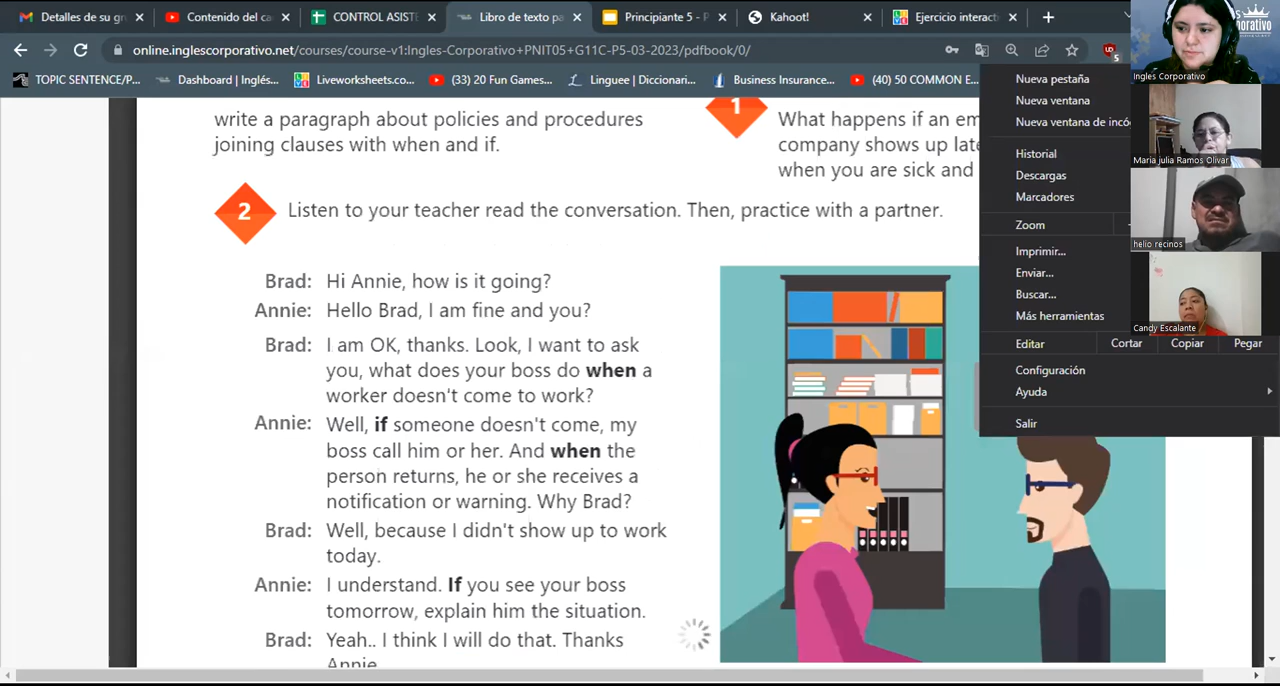 Detalles de su gr
Contenido del ca
CONTROL ASIST
Libro de texto pa
Principiante 5 - P
Kahoot!
Ejercicio interact
online.inglescorporativo.net/courses/course-v1:Ingles-Corporativo+PNIT05+G11C-P5-03-2023/pdfbook/0/
TOPIC SENTENCE/P...
Dashboard | Inglés...
Liveworksheets.co...
(33) 20 Fun Games...
Linguee | Diccionari...
Business Insurance...
(40) 50 COMMON E...
write a paragraph about policies and procedures
joining clauses with when and if.
1
What happens if an em
company shows up late
when you are sick and
2
Listen to your teacher read the conversation. Then, practice with a partner.
Brad: Hi Annie, how is it going?
Annie: Hello Brad, I am fine and you?
Brad: I am OK, thanks. Look, I want to ask
you, what does your boss do when a
worker doesn't come to work?
Annie: Well, if someone doesn't come, my
boss call him or her. And when the
person returns, he or she receives a
notification or warning. Why Brad?
Brad: Well, because I didn't show up to work
today.
Annie: I understand. If you see your boss
tomorrow, explain him the situation.
Brad: Yeah.. I think I will do that. Thanks
Annie
Nueva pestaña
Nueva ventana
Nueva ventana de incó
Historial
Descargas
Marcadores
Zoom
Imprimir...
Enviar...
Buscar...
Más herramientas
Editar Cortar Copiar Pegar
Configuración
Ayuda
Salir
5
Ingles Corporativo
Maria julia Ramos Olivar
helio recinos
Candy Escalante